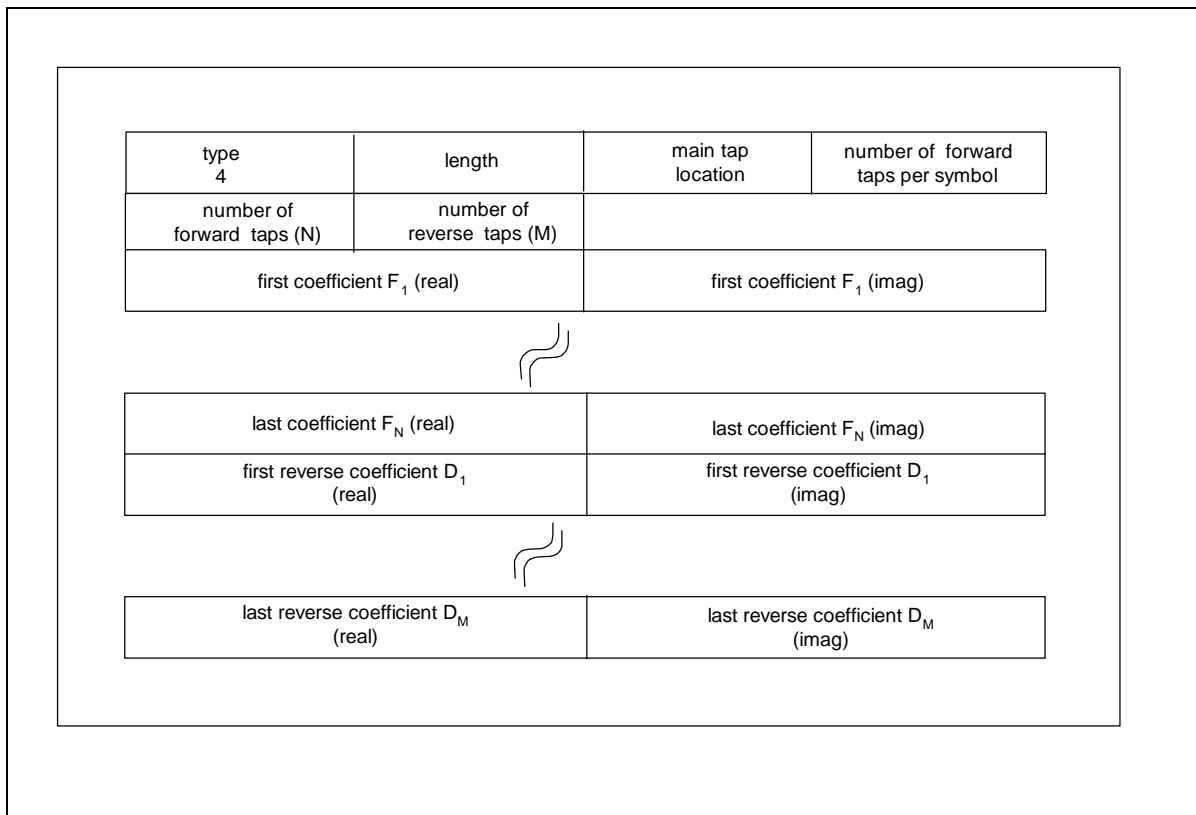 type
4
length
main tap
location
number of forward
taps per symbol
number of
forward taps (N)
number of
reverse taps (M)
first coefficient F1 (real)
first coefficient F1 (imag)
last coefficient FN (real)
last coefficient FN (imag)
first reverse coefficient D1
(real)
first reverse coefficient D1
(imag)
last reverse coefficient DM
(real)
last reverse coefficient DM
(imag)